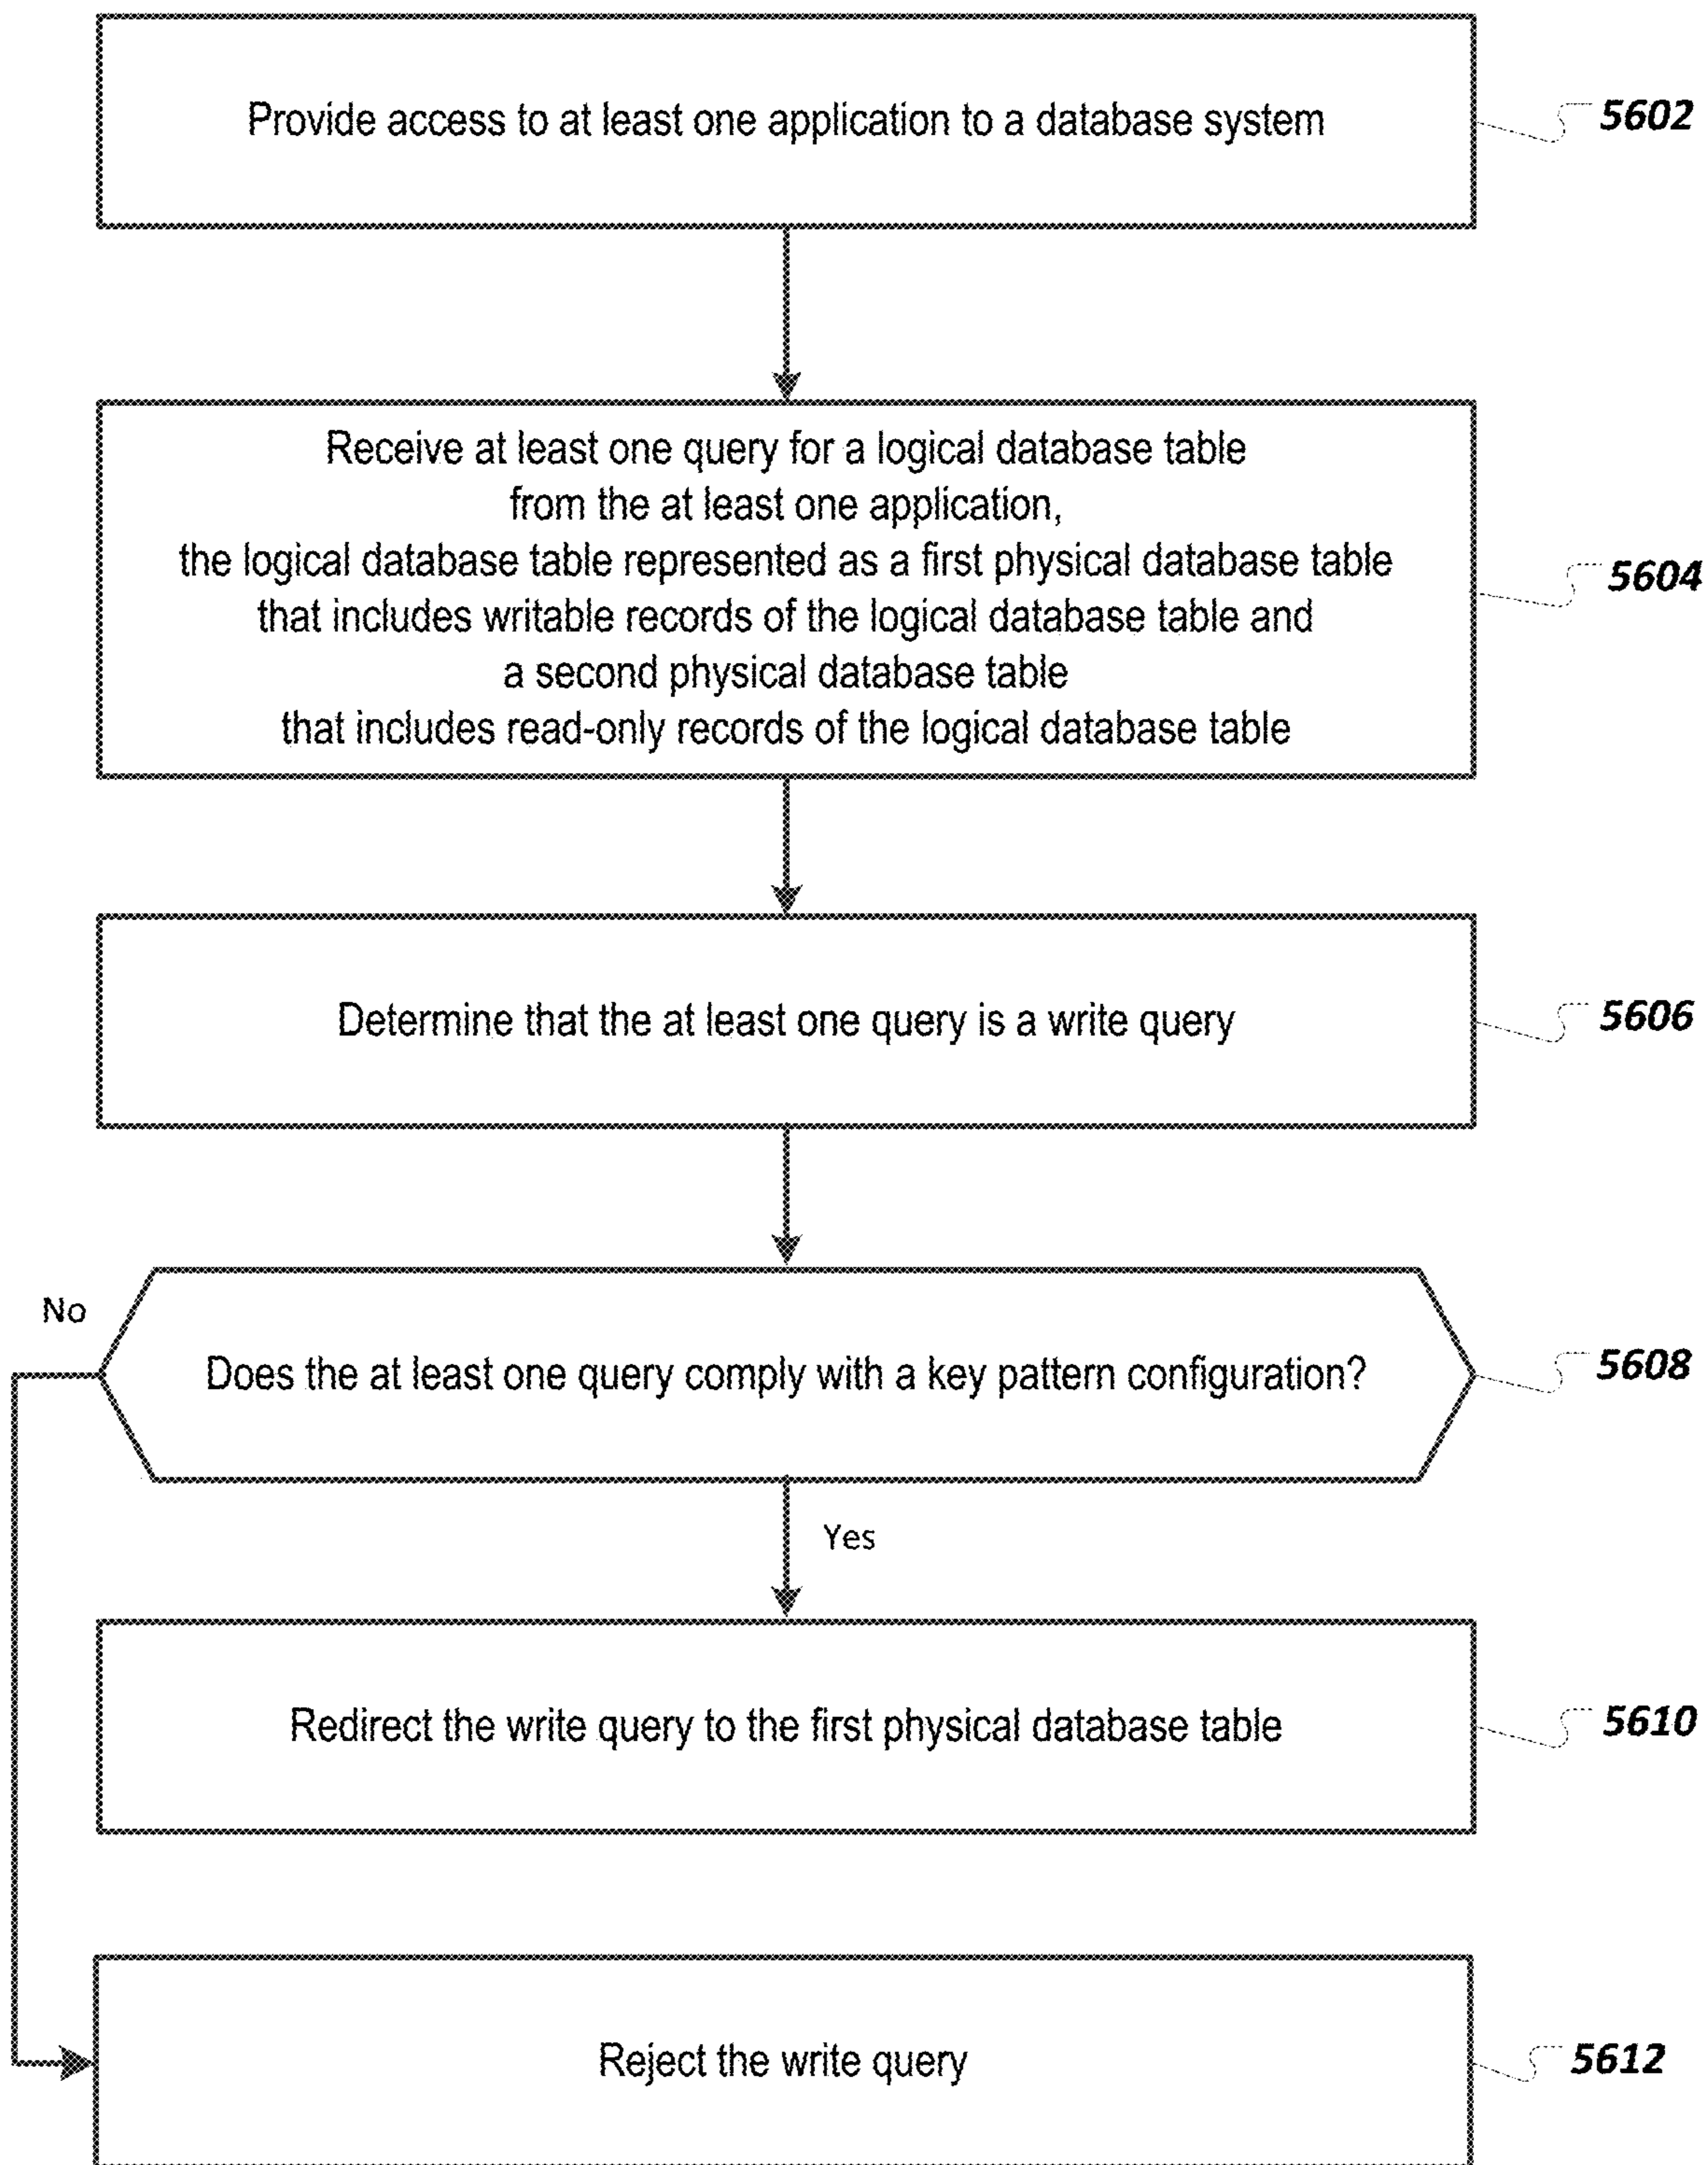 Provide access to at least one application to a database system
5602
Receive at least one query for a logical database table
from the at least one application,
the logical database table represented as a first physical database table
that includes writable records of the logical database table and
a second physical database table
that includes read-only records of the logical database table
5604
Determine that the at least one query is a write query
5606
No
Does the at least one query comply with a key pattern configuration?
5608
Yes
Redirect the write query to the first physical database table
5610
Reject the write query
5612